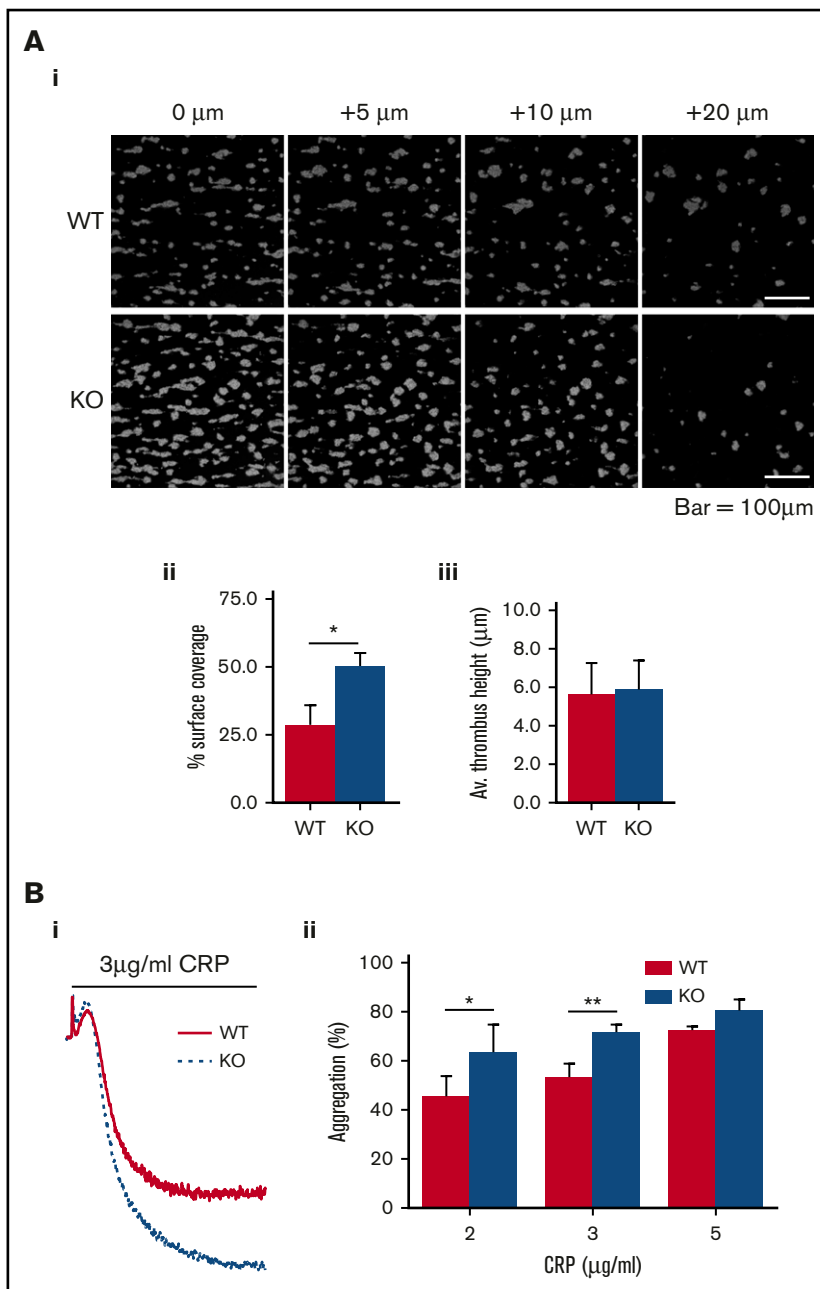 A
i
0 μm +5 μm +10 μm +20 μm
WT
KO
Bar = 100μm
ii
75.0
50.0
25.0
0.0
% surface coverage
*
WT KO
iii
10.0
8.0
6.0
4.0
2.0
0.0
Av. thrombus height (μm)
WT KO
B
i
3μg/ml CRP
WT
KO
ii
100
80
60
40
20
0
Aggregation (%)
WT
KO
*
**
2 3 5
CRP (μg/ml)